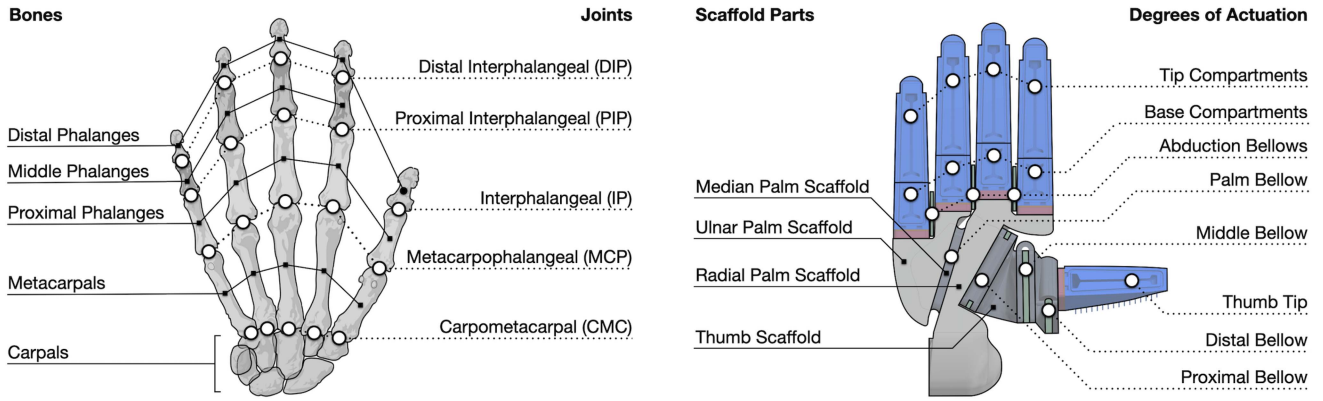 Bones
Joints
Distal Interphalangeal (DIP)
Proximal Interphalangeal (PIP)
Distal Phalanges
Middle Phalanges
Interphalangeal (IP)
Proximal Phalanges
Metacarpophalangeal (MCP)
Metacarpals
Carpometacarpal (CMC)
Carpals
Scaffold Parts
Degrees of Actuation
Tip Compartments
Base Compartments
Abduction Bellows
Palm Bellow
Median Palm Scaffold
Ulnar Palm Scaffold
Middle Bellow
Radial Palm Scaffold
Thumb Tip
Thumb Scaffold
Distal Bellow
Proximal Bellow